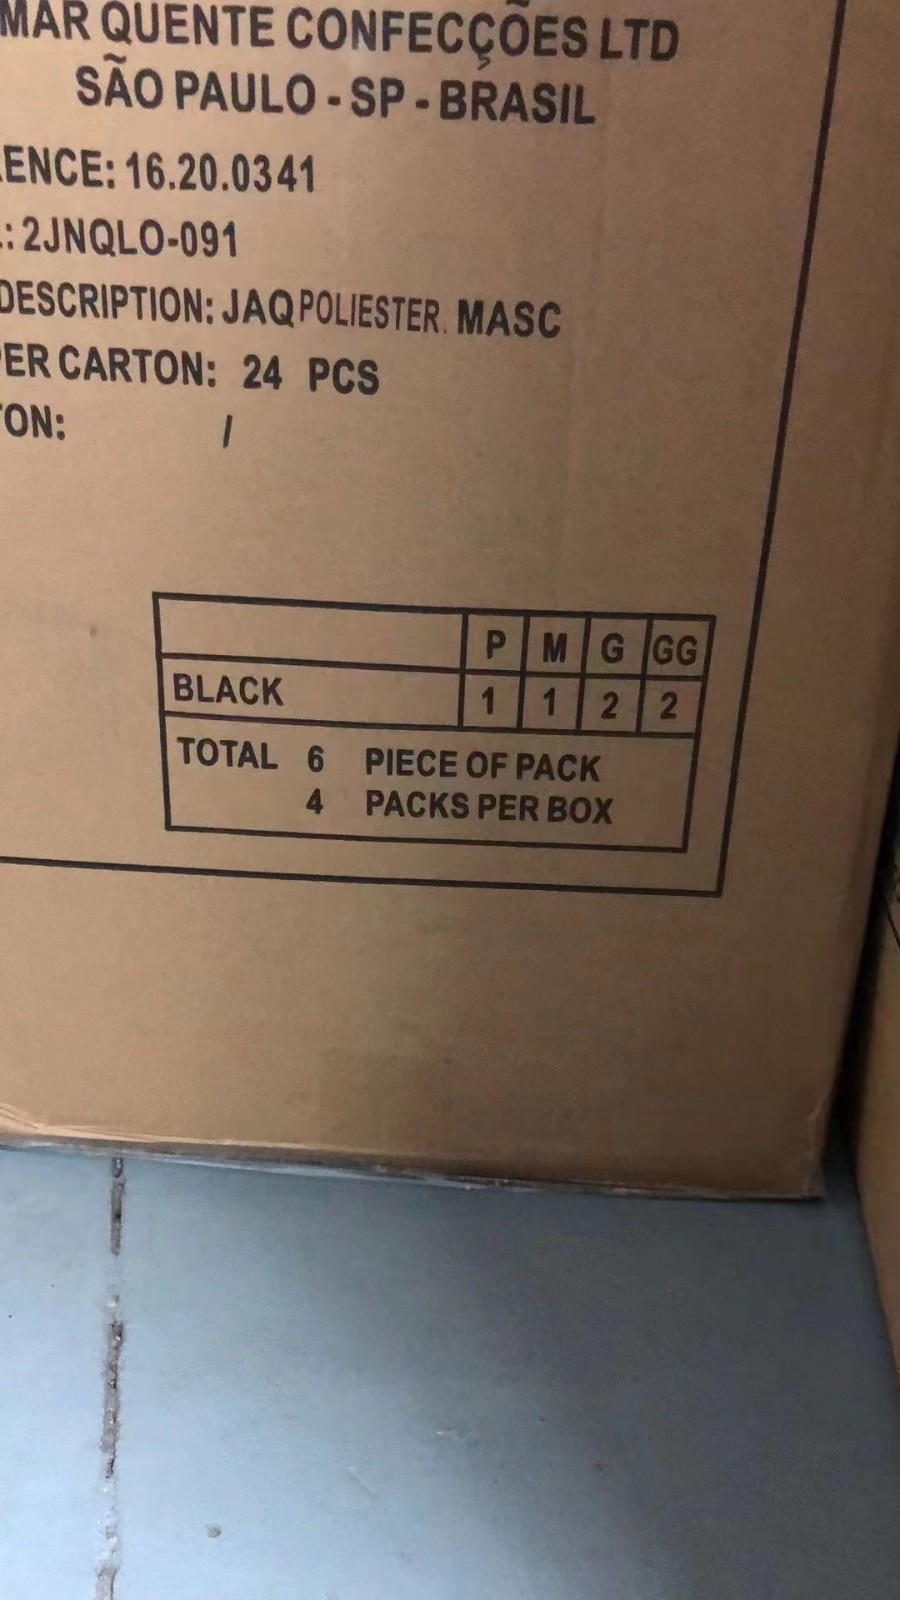 MAR QUENTE CONFECÇÕES LTD
SÃO PAULO - SP - BRASIL
ENCE: 16.20.0341
.: 2JNQLO-091
DESCRIPTION: JAQ POLIESTER. MASC
ER CARTON: 24 PCS
ON: /
P M G GG
BLACK 1 1 2 2
TOTAL 6 PIECE OF PACK
4 PACKS PER BOX